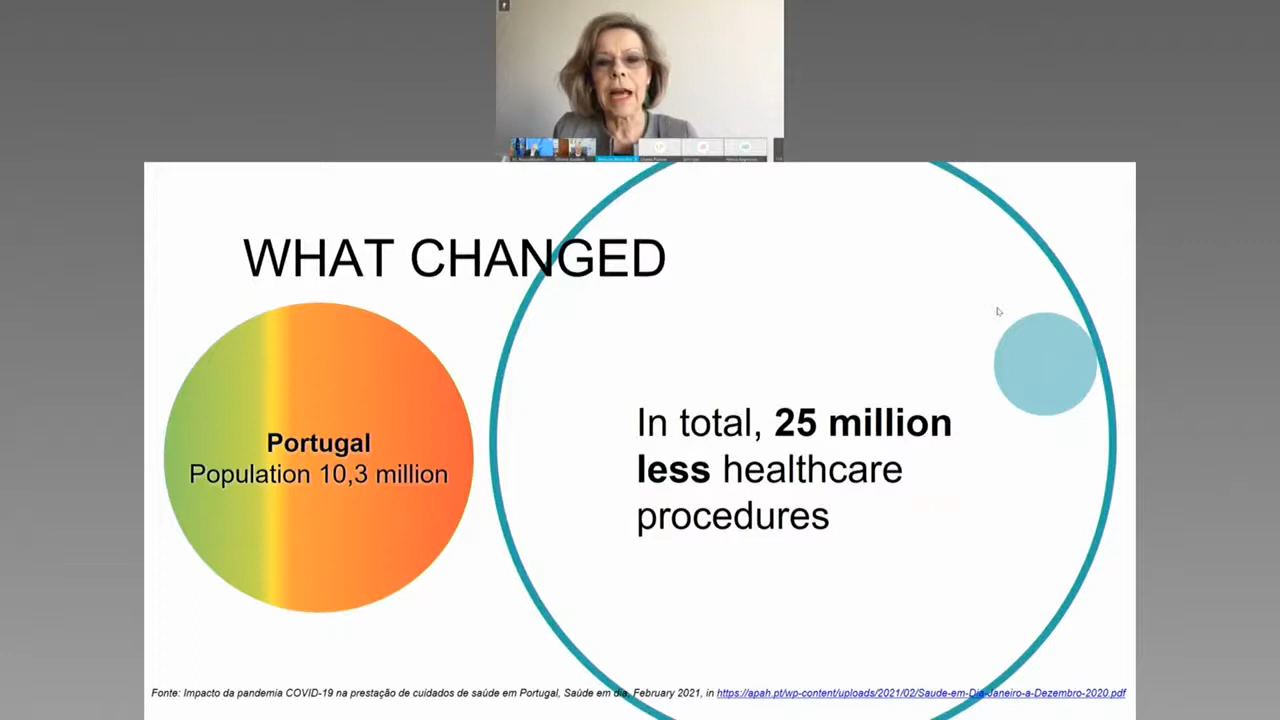 WHAT CHANGED
Portugal
Population 10,3 million
In total, 25 million
less healthcare
procedures
Fonte: Impacto da pandemia COVID-19 na prestação de cuídados de saúde em Portugal, Saúde em dia, February 2021, in https://apah.pt/wp-content/uploads/2021/02/Saude-em-Dia-Janeiro-a-Dezembro-2020.pdf